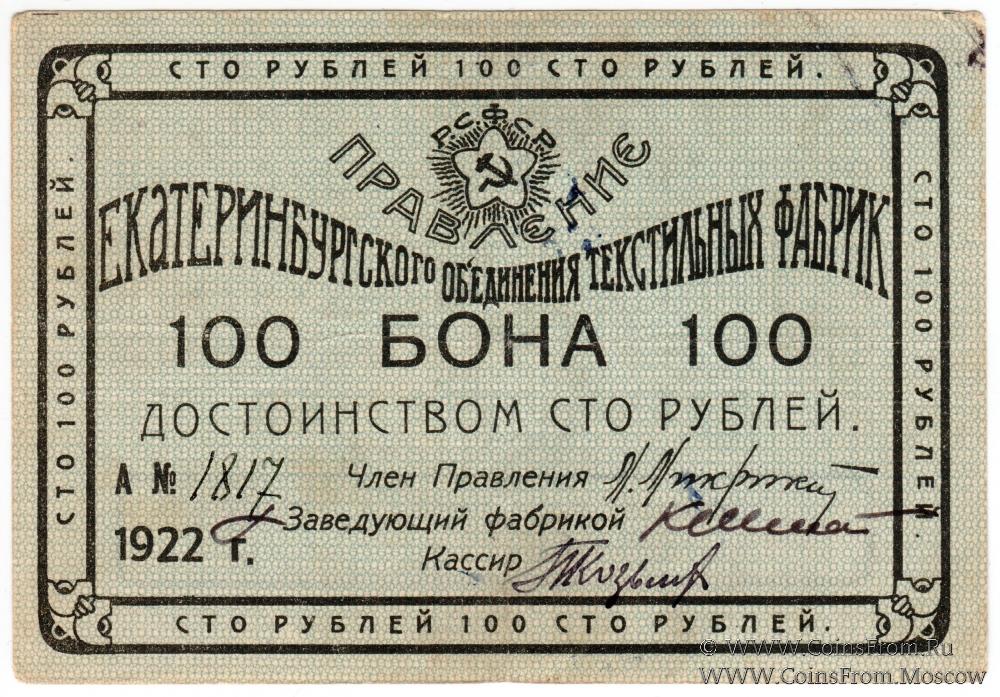 СТО РУБЛЕЙ 100 СТО РУБЛЕЙ.
СТО 100 РУБЛЕЙ.
СТО 100 РУБЛЕЙ.
Р.С.Ф.С.Р.
ПРАВЛЕНИЕ
ЕКАТЕРИНБУРГСКОГО ОБ'ЕДИНЕНИЯ ТЕКСТИЛЬНЫХ ФАБРИК
100 БОНА 100
ДОСТОИНСТВОМ СТО РУБЛЕЙ.
А № 1817 Член Правления
Заведующий фабрикой
1922 г.
Кассир
СТО РУБЛЕЙ 100 СТО РУБЛЕЙ.
© WWW.CoinsFrom.Ru
WWW.CoinsFrom.Moscow